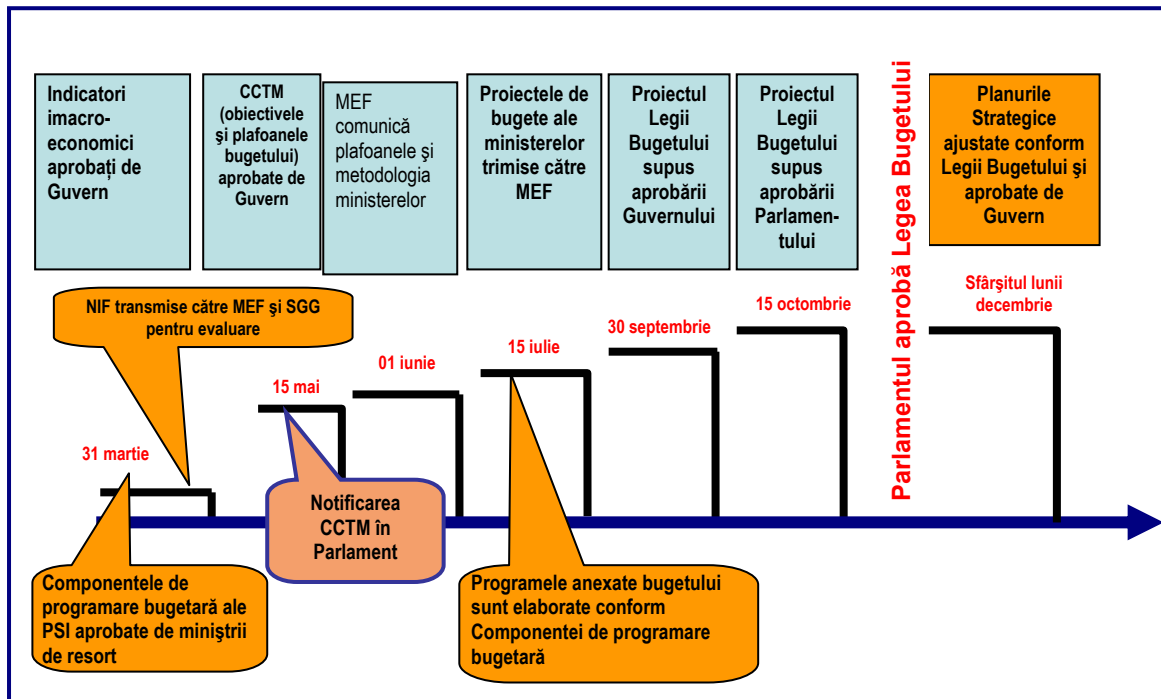 Indicatori
imacro-
economici
aprobați de
Guvern
CCTM
(obiectivele
şi plafoanele
bugetului)
aprobate de
Guvern
MEF
comunică
plafoanele şi
metodologia
ministerelor
Proiectele de
bugete ale
ministerelor
trimise către
MEF
Proiectul
Legii
Bugetului
supus
aprobării
Guvernului
Proiectul
Legii
Bugetului
supus
aprobării
Parlamen-
tului
Parlamentul aprobă Legea Bugetului
Planurile
Strategice
ajustate conform
Legii Bugetului şi
aprobate de
Guvern
NIF transmise către MEF şi SGG
pentru evaluare
31 martie
15 mai
01 iunie
15 iulie
30 septembrie
15 octombrie
Sfârşitul lunii
decembrie
Notificarea
CCTM în
Parlament
Componentele de
programare bugetară ale
PSI aprobate de miniştrii
de resort
Programele anexate bugetului
sunt elaborate conform
Componentei de programare
bugetară